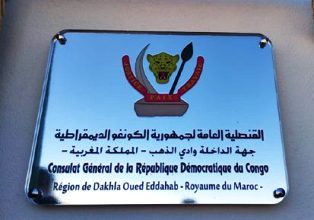 PAIX
القنصلية العامة لجمهورية الكونغو الديمقراطية
جهة الداخلة وادي الذهب - المملكة المغربية -
Consulat Général de la République Démocratique du Congo
Région de Dakhla Oued Eddahab - Royaume du Maroc -